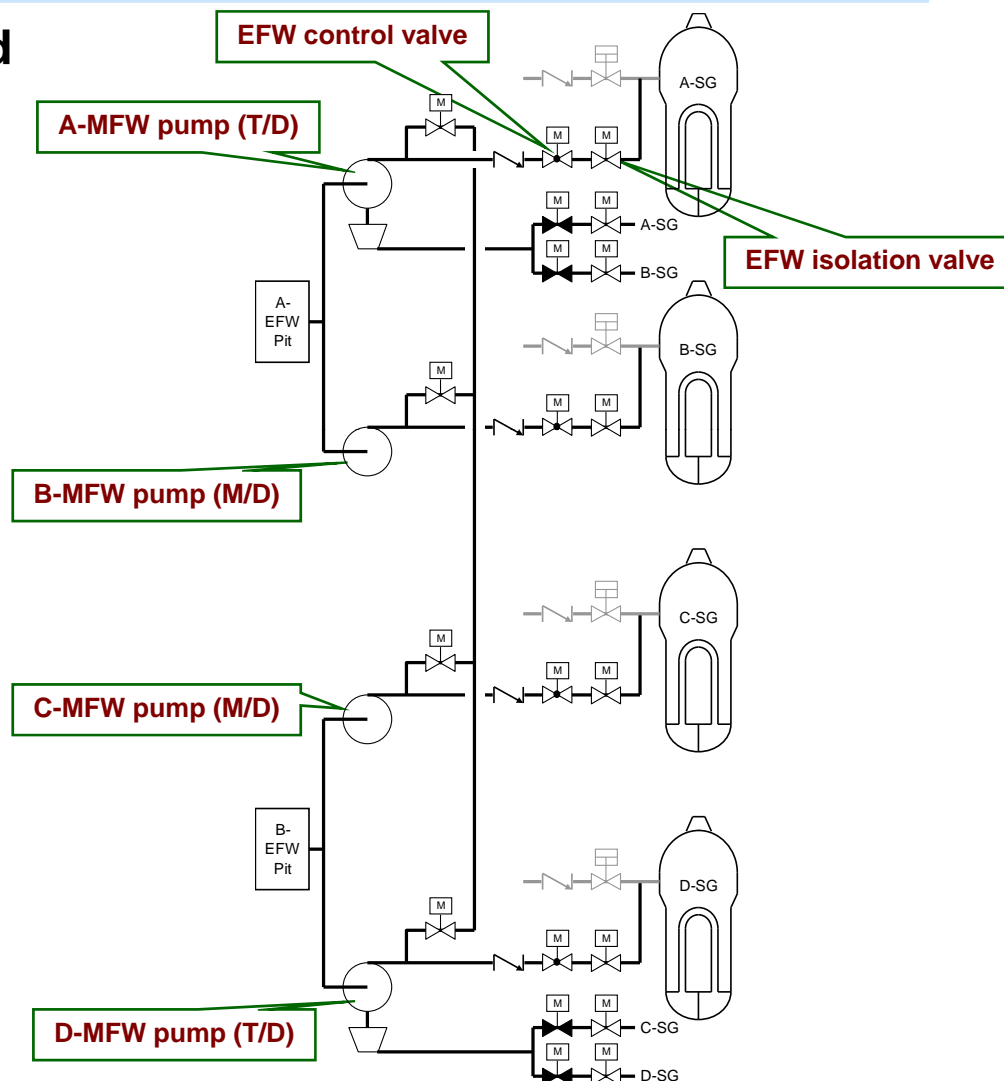 d
EFW control valve
A-SG
M
A-MFW pump (T/D)
M
M
M
M
A-SG
M
M
B-SG
EFW isolation valve
A-
EFW
Pit
B-SG
M
M
M
B-MFW pump (M/D)
C-SG
M
M
M
C-MFW pump (M/D)
B-
EFW
Pit
D-SG
M
M
M
D-MFW pump (T/D)
M
M
C-SG
M
M
D-SG